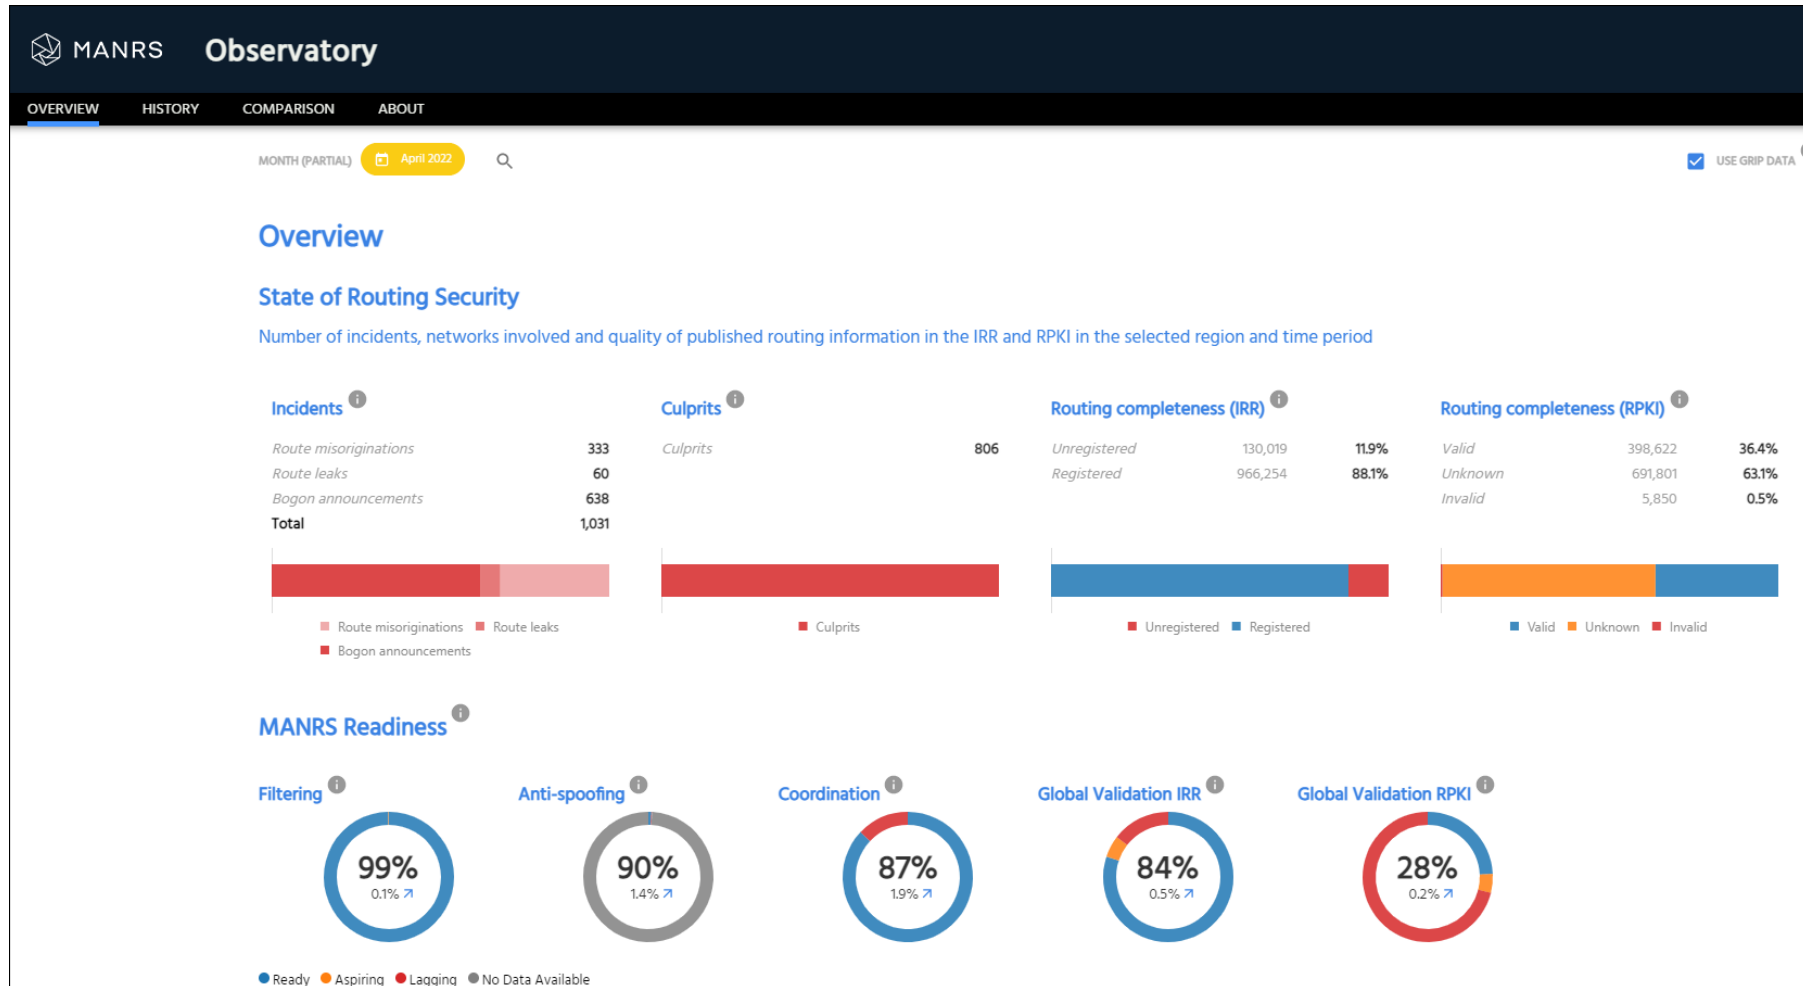 MANRS Observatory
OVERVIEW HISTORY COMPARISON ABOUT
MONTH (PARTIAL) April 2022 USE GRIP DATA
Overview
State of Routing Security
Number of incidents, networks involved and quality of published routing information in the IRR and RPKI in the selected region and time period
Incidents
Route misoriginations 333
Route leaks 60
Bogon announcements 638
Total 1,031
Route misoriginations Route leaks
Bogon announcements
Culprits
Culprits 806
Culprits
Routing completeness (IRR)
Unregistered 130,019 11.9%
Registered 966,254 88.1%
Unregistered Registered
Routing completeness (RPKI)
Valid 398,622 36.4%
Unknown 691,801 63.1%
Invalid 5,850 0.5%
Valid Unknown Invalid
MANRS Readiness
Filtering
99%
0.1%
Anti-spoofing
90%
1.4%
Coordination
87%
1.9%
Global Validation IRR
84%
0.5%
Global Validation RPKI
28%
0.2%
Ready Aspiring Lagging No Data Available